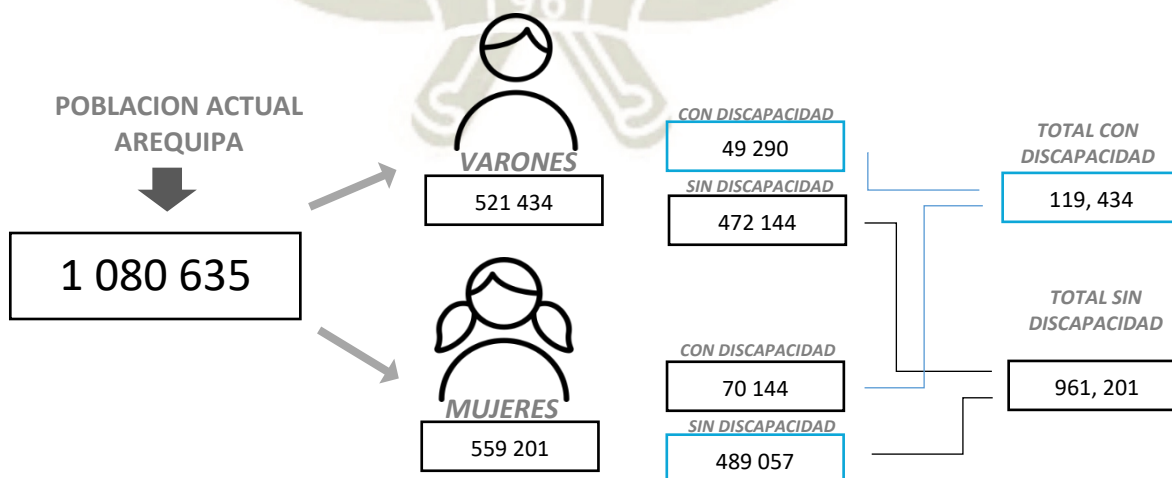 1961
POBLACION ACTUAL
AREQUIPA
1 080 635
VARONES
521 434
MUJERES
559 201
CON DISCAPACIDAD
49 290
SIN DISCAPACIDAD
472 144
CON DISCAPACIDAD
70 144
SIN DISCAPACIDAD
489 057
TOTAL CON
DISCAPACIDAD
119, 434
TOTAL SIN
DISCAPACIDAD
961, 201